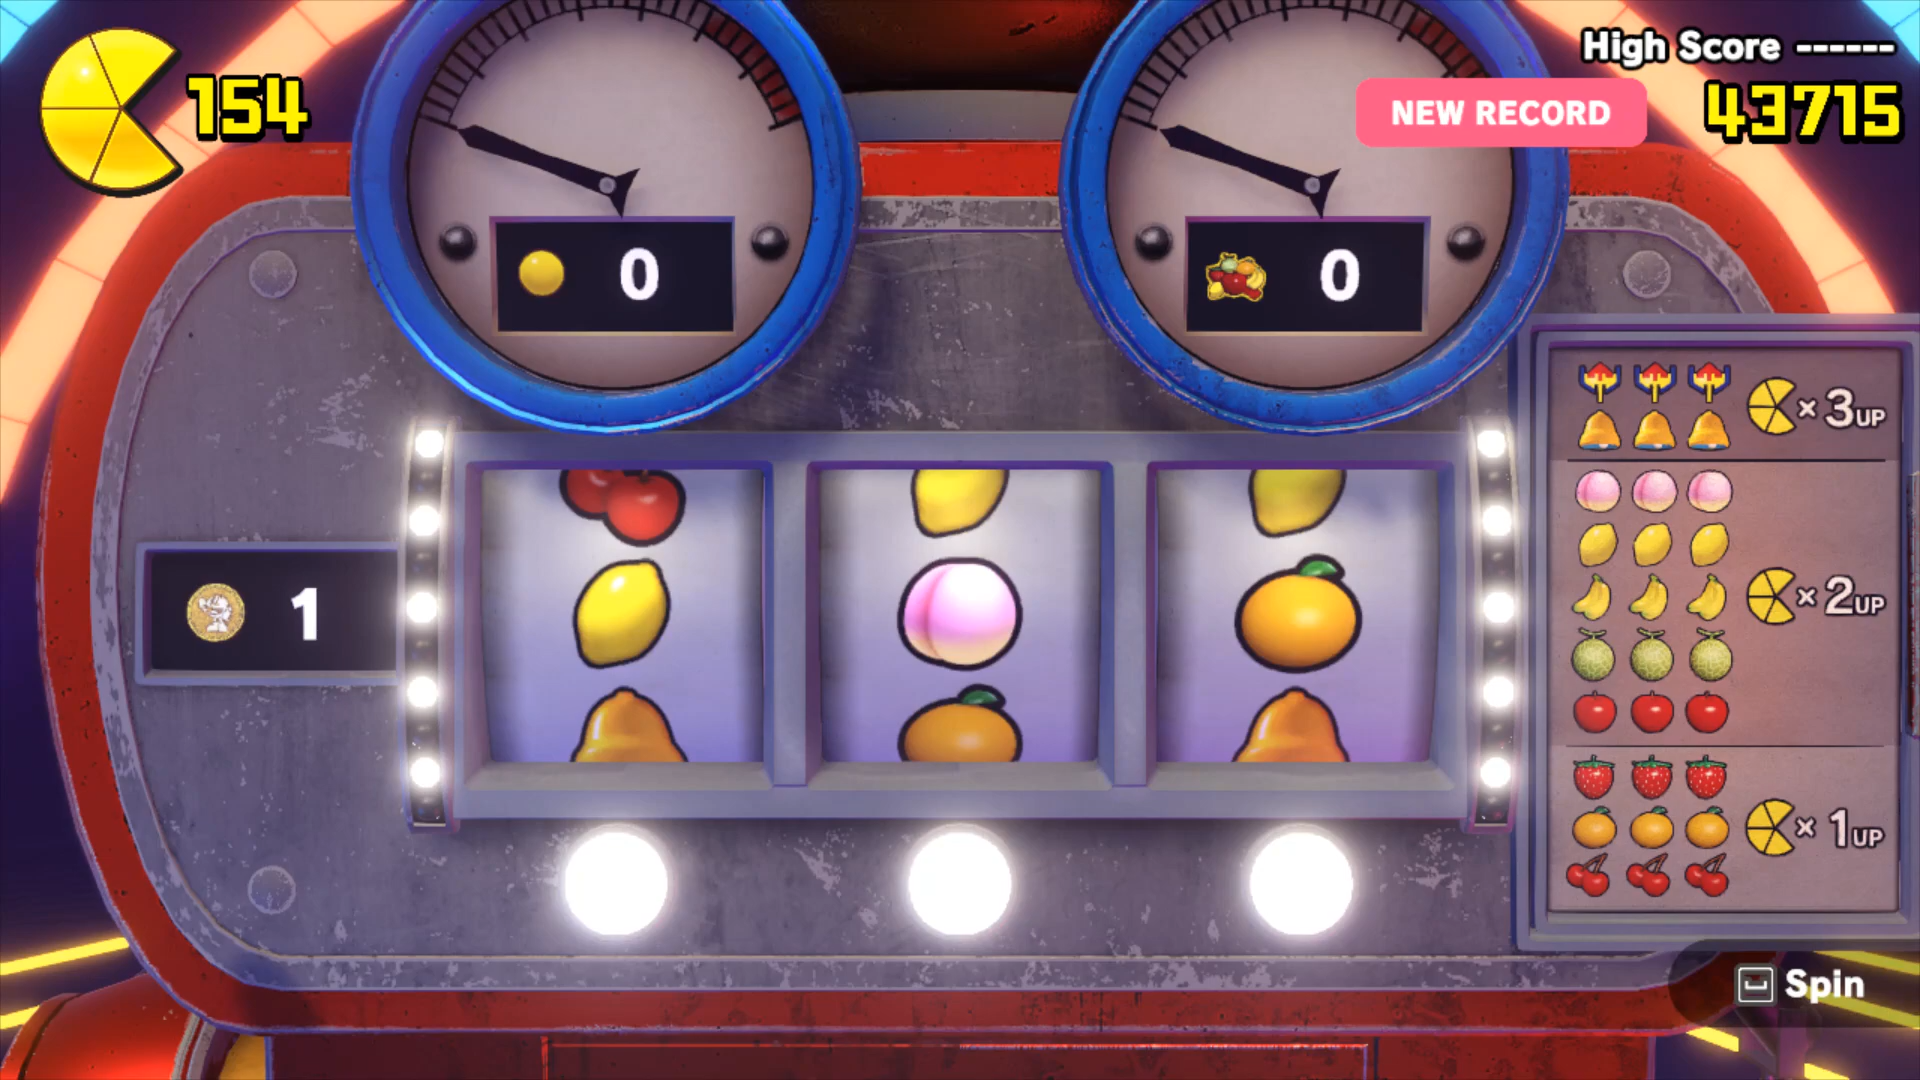 High Score ------
154
NEW RECORD
43715
0
0
× 3UP
1
× 2UP
× 1UP
Spin